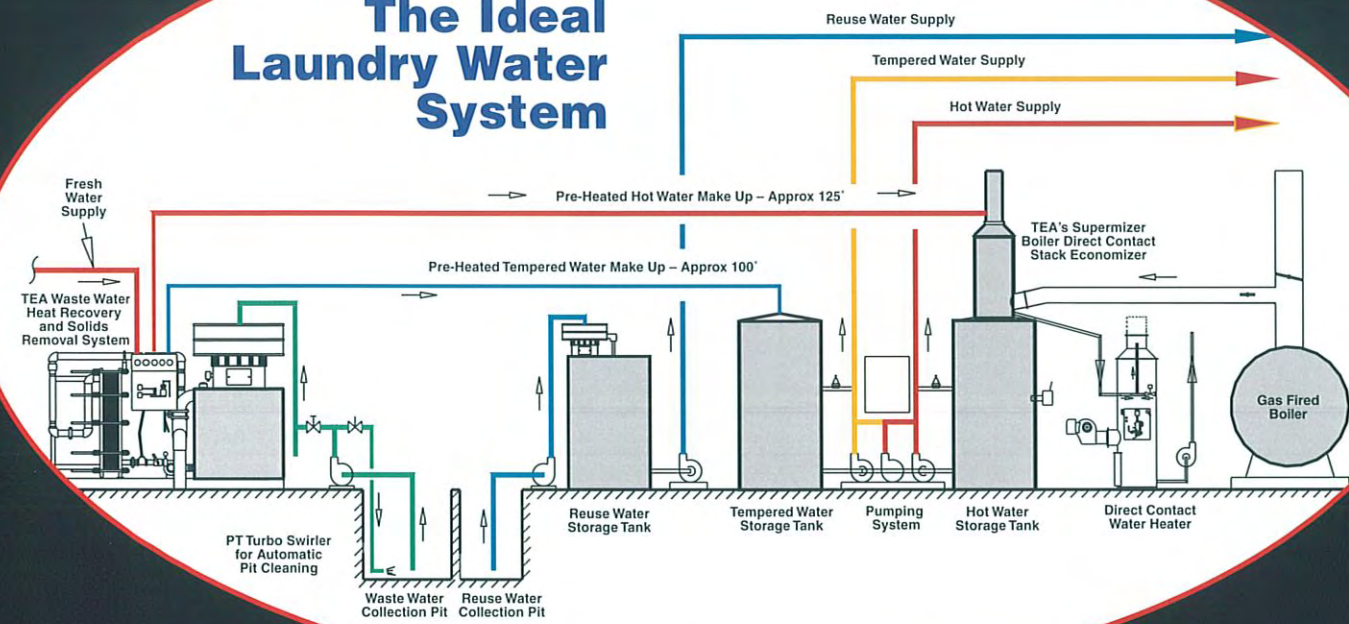 The Ideal
Laundry Water
System
Reuse Water Supply
Tempered Water Supply
Hot Water Supply
Fresh
Water
Supply
Pre-Heated Hot Water Make Up – Approx 125°
TEA's Supermizer
Boiler Direct Contact
Stack Economizer
Pre-Heated Tempered Water Make Up – Approx 100°
TEA Waste Water
Heat Recovery
and Solids
Removal System
Gas Fired
Boiler
Reuse Water
Storage Tank
Tempered Water
Storage Tank
Pumping
System
Hot Water
Storage Tank
Direct Contact
Water Heater
PT Turbo Swirler
for Automatic
Pit Cleaning
Waste Water
Collection Pit
Reuse Water
Collection Pit